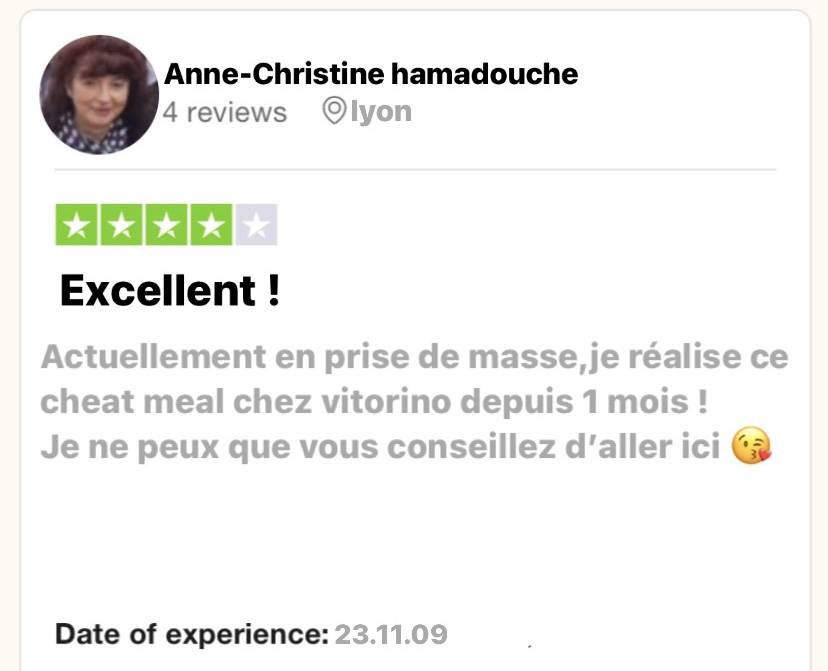 Anne-Christine hamadouche
4 reviews lyon
Excellent !
Actuellement en prise de masse,je réalise ce
cheat meal chez vitorino depuis 1 mois !
Je ne peux que vous conseillez d’aller ici 😘
Date of experience: 23.11.09